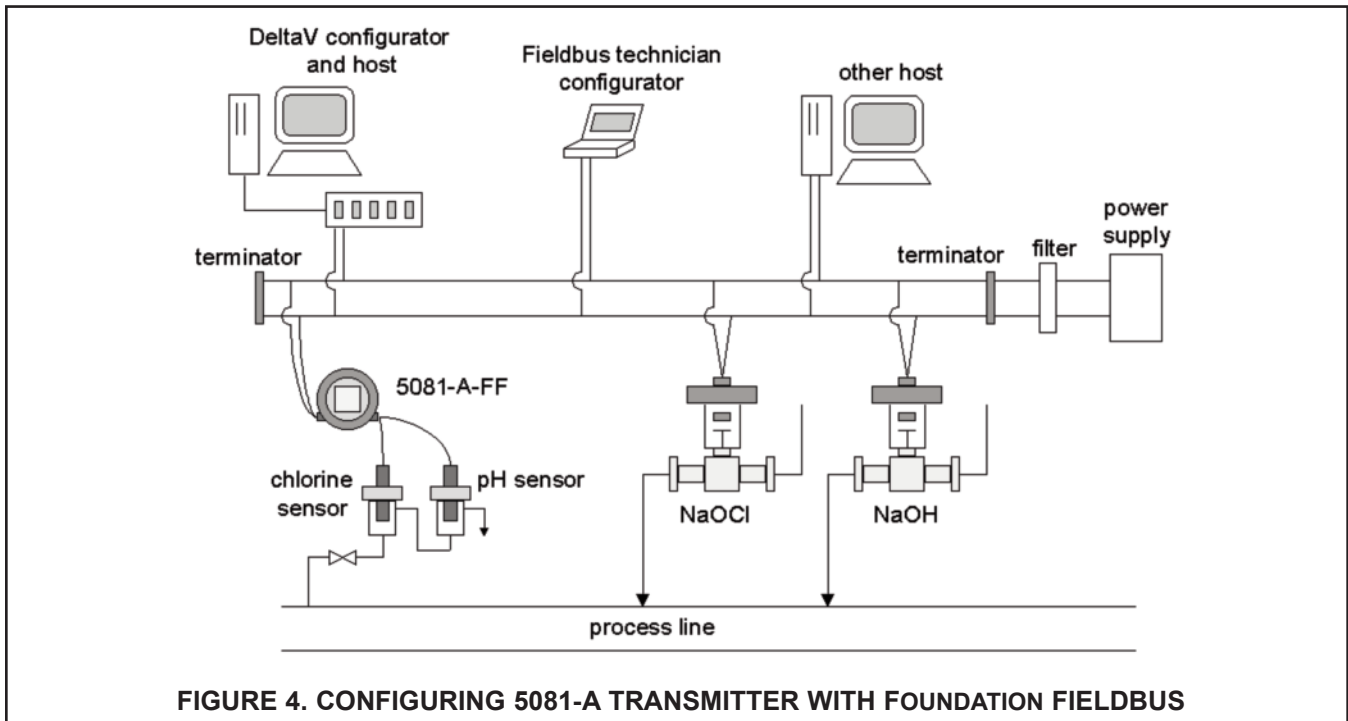 DeltaV configurator
and host
Fieldbus technician
configurator
other host
power
supply
terminator
terminator
filter
5081-A-FF
chlorine
sensor
pH sensor
NaOCl
NaOH
process line
FIGURE 4. CONFIGURING 5081-A TRANSMITTER WITH FOUNDATION FIELDBUS